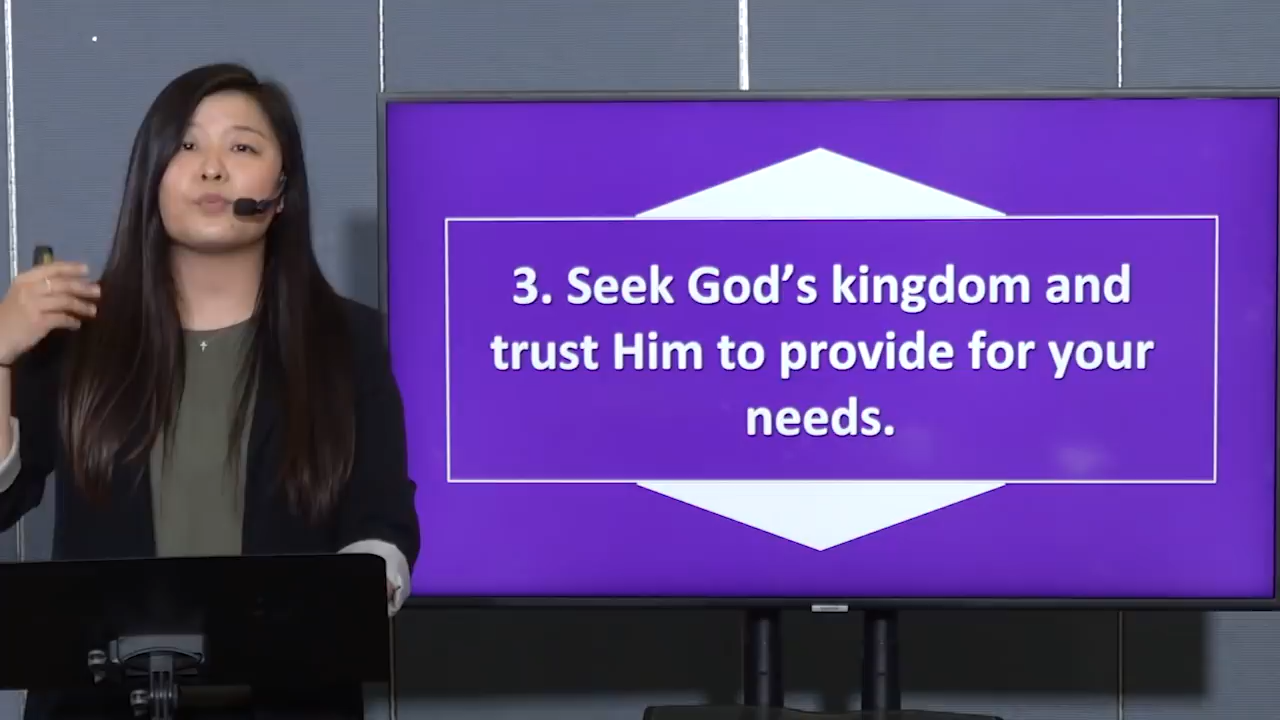 3. Seek God’s kingdom and
trust Him to provide for your
needs.